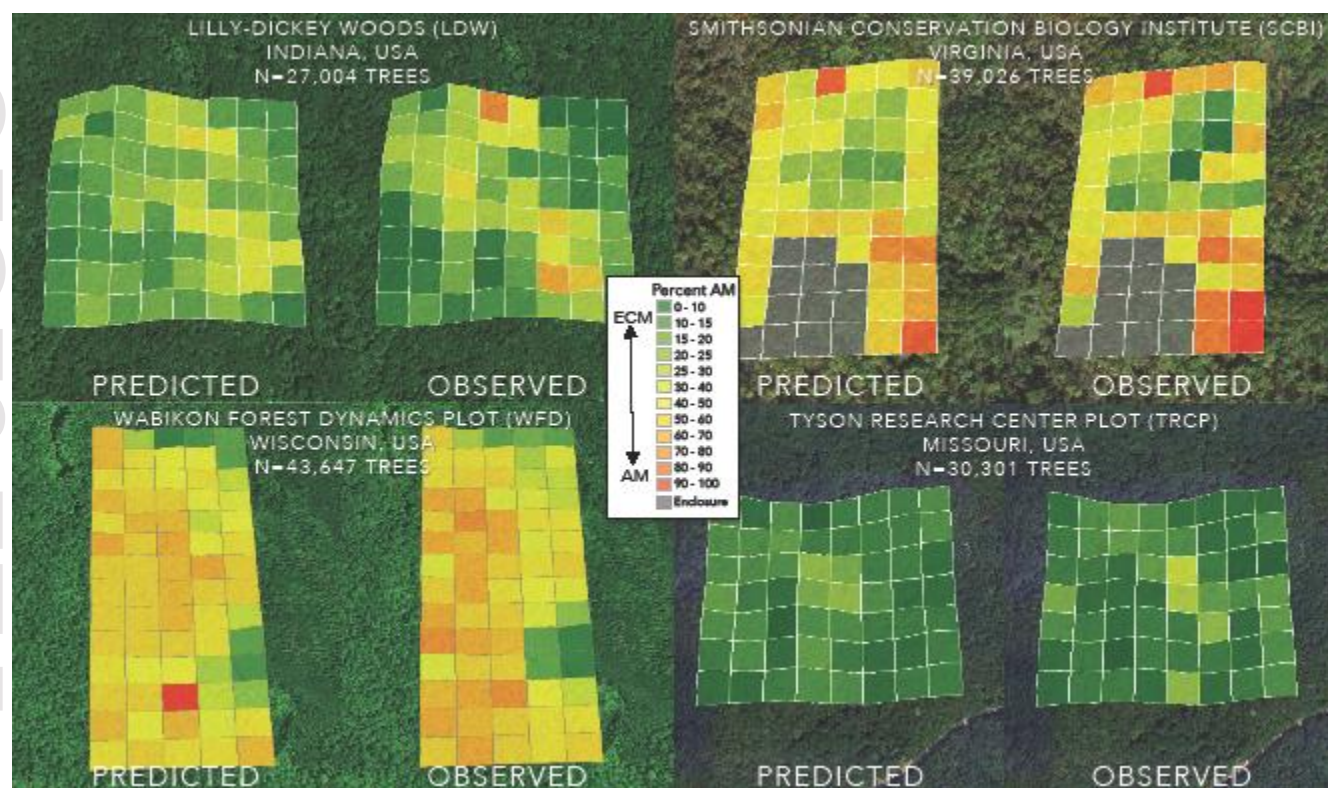 LILLY-DICKEY WOODS (LDW)
INDIANA, USA
N=27,004 TREES
PREDICTED
OBSERVED
SMITHSONIAN CONSERVATION BIOLOGY INSTITUTE (SCBI)
VIRGINIA, USA
N=39,026 TREES
PREDICTED
OBSERVED
Percent AM
ECM
AM
0 - 10
10 - 15
15 - 20
20 - 25
25 - 30
30 - 40
40 - 50
50 - 60
60 - 70
70 - 80
80 - 90
90 - 100
Enclosure
WABIKON FOREST DYNAMICS PLOT (WFD)
WISCONSIN, USA
N=43,647 TREES
PREDICTED
OBSERVED
TYSON RESEARCH CENTER PLOT (TRCP)
MISSOURI, USA
N=30,301 TREES
PREDICTED
OBSERVED